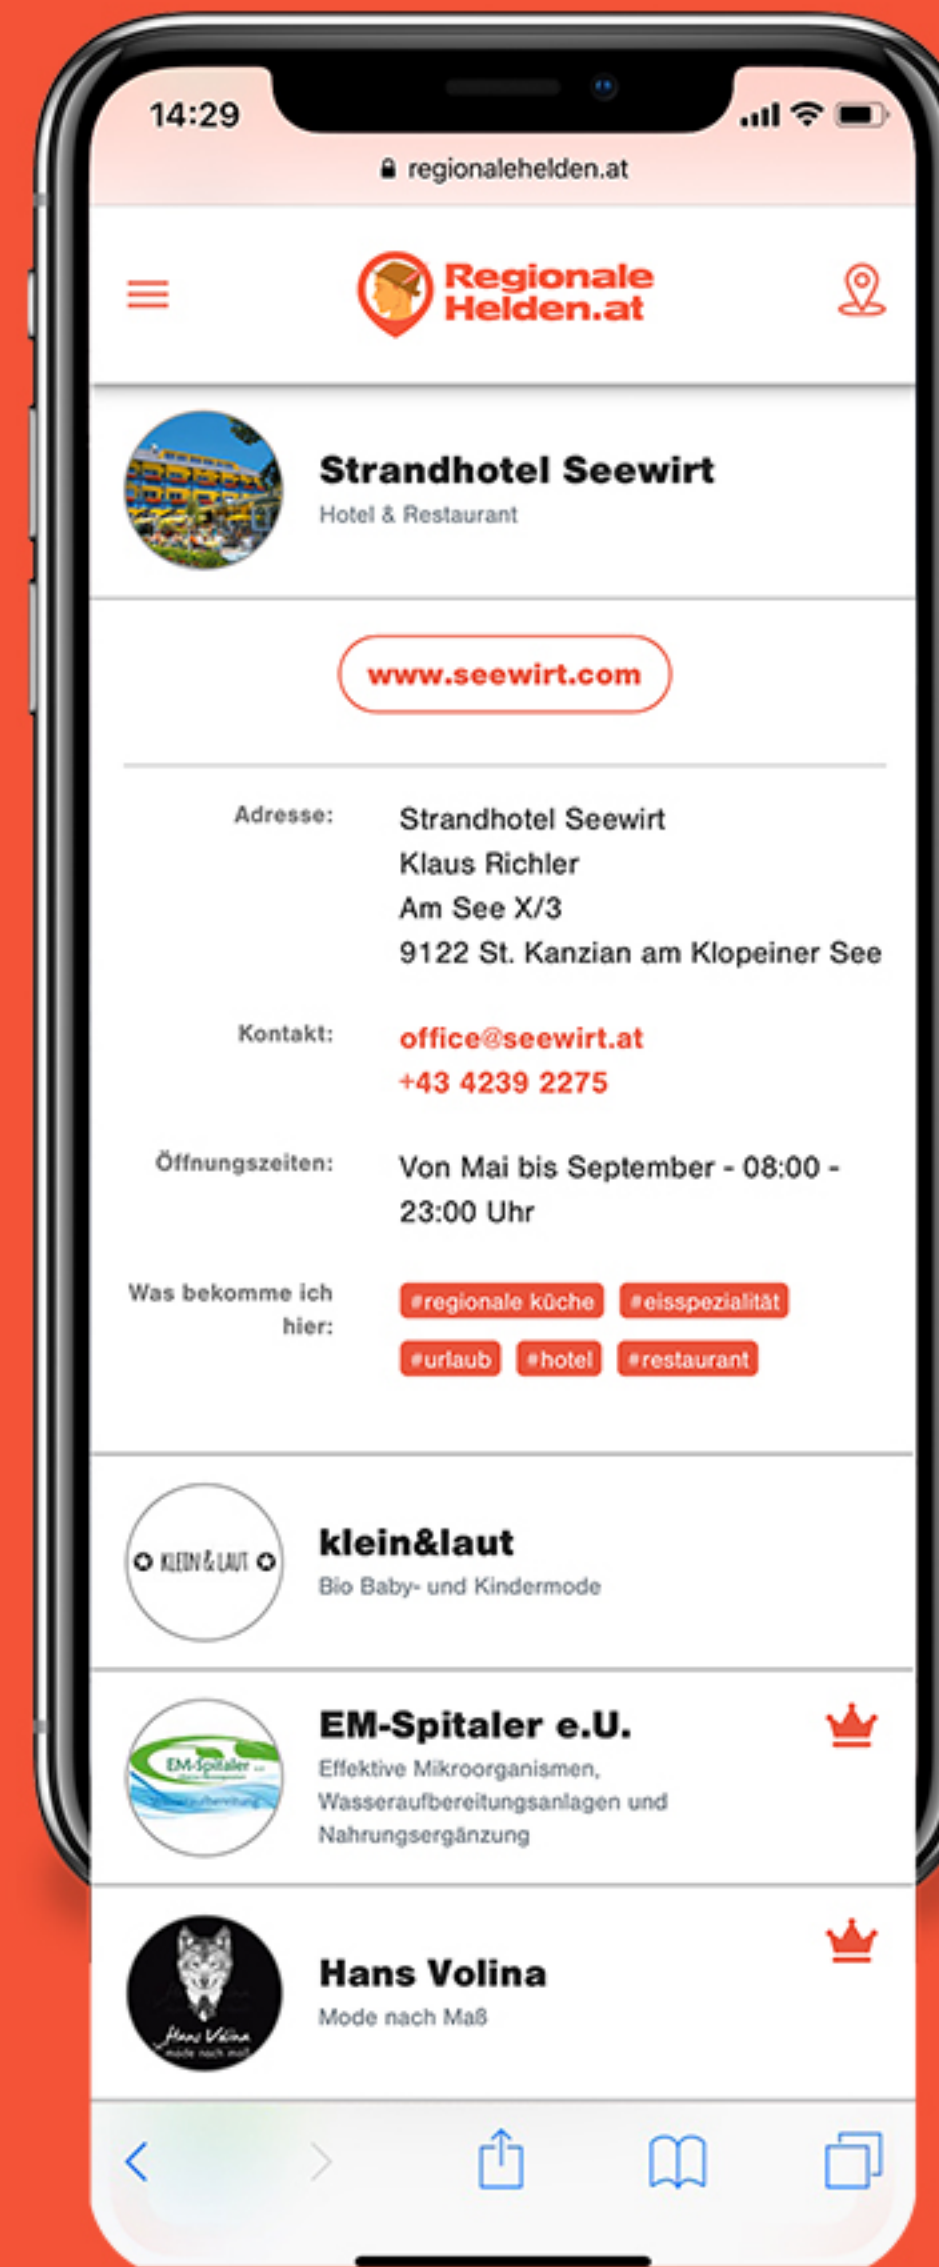 14:29
regionalehelden.at
Regionale
Helden.at
Strandhotel Seewirt
Hotel & Restaurant
www.seewirt.com
Adresse:
Strandhotel Seewirt
Klaus Richler
Am See X/3
9122 St. Kanzian am Klopeiner See
Kontakt:
office@seewirt.at
+43 4239 2275
Öffnungszeiten:
Von Mai bis September - 08:00 -
23:00 Uhr
Was bekomme ich
hier:
#regionale küche #eisspezialität
#urlaub #hotel #restaurant
KLEIN & LAUT
klein&laut
Bio Baby- und Kindermode
EM-Spitaler e.U.
EM-Spitaler
Effektive Mikroorganismen,
Wasseraufbereitungsanlagen und
Nahrungsergänzung
Hans Volina
Mode nach Maß
Hans Volina
mode nach maß